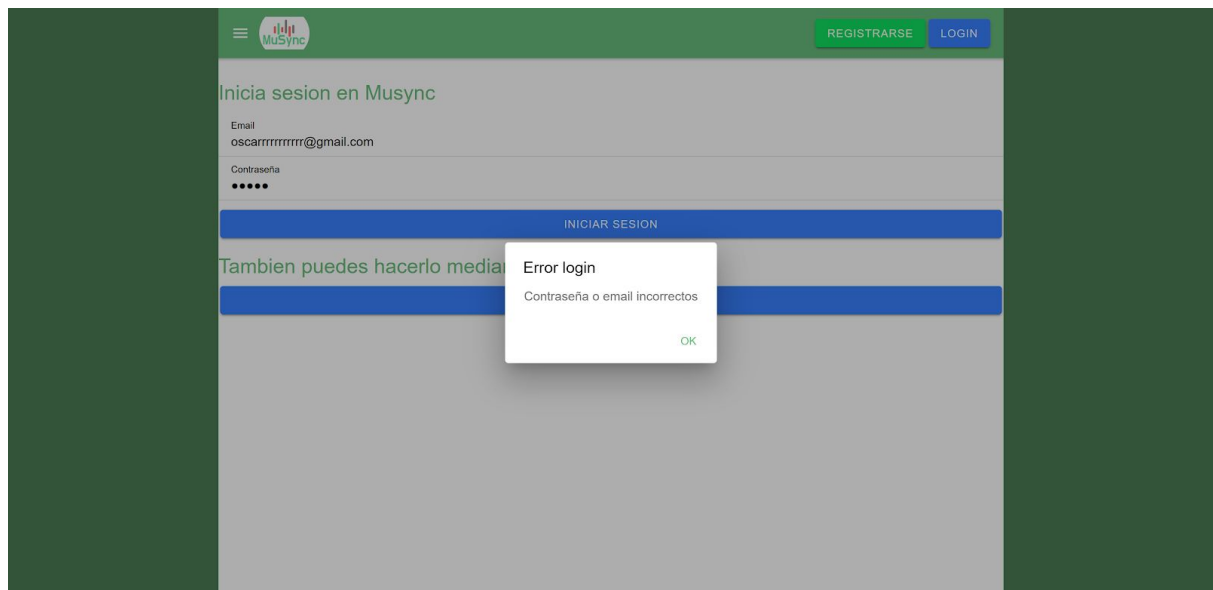 MuSync
REGISTRARSE
LOGIN
Inicia sesion en Musync
Email
oscarrrrrrrrrrr@gmail.com
Contraseña
INICIAR SESION
Tambien puedes hacerlo
Error login
Contraseña o email incorrectos
OK